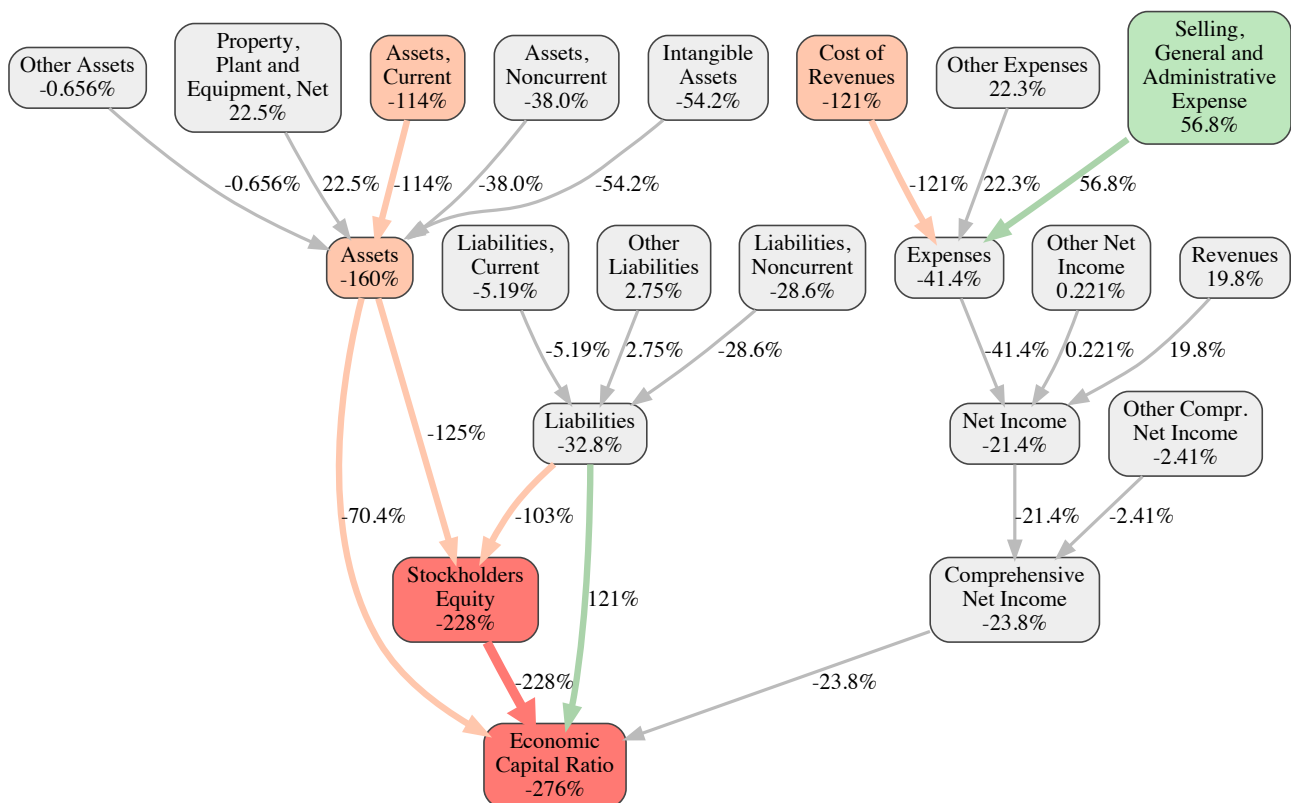 Other Assets
-0.656%
Property,
Plant and
Equipment, Net
22.5%
Assets,
Current
-114%
Assets,
Noncurrent
-38.0%
Intangible
Assets
-54.2%
Cost of
Revenues
-121%
Other Expenses
22.3%
Selling,
General and
Administrative
Expense
56.8%
-0.656%
22.5%
-114%
-38.0%
-54.2%
-121%
22.3%
56.8%
Assets
-160%
Liabilities,
Current
-5.19%
Other
Liabilities
2.75%
Liabilities,
Noncurrent
-28.6%
Expenses
-41.4%
Other Net
Income
0.221%
Revenues
19.8%
-5.19%
2.75%
-28.6%
-41.4%
0.221%
19.8%
-125%
Liabilities
-32.8%
Net Income
-21.4%
Other Compr.
Net Income
-2.41%
-70.4%
-103%
-21.4%
-2.41%
Stockholders
Equity
-228%
121%
Comprehensive
Net Income
-23.8%
-228%
-23.8%
Economic
Capital Ratio
-276%